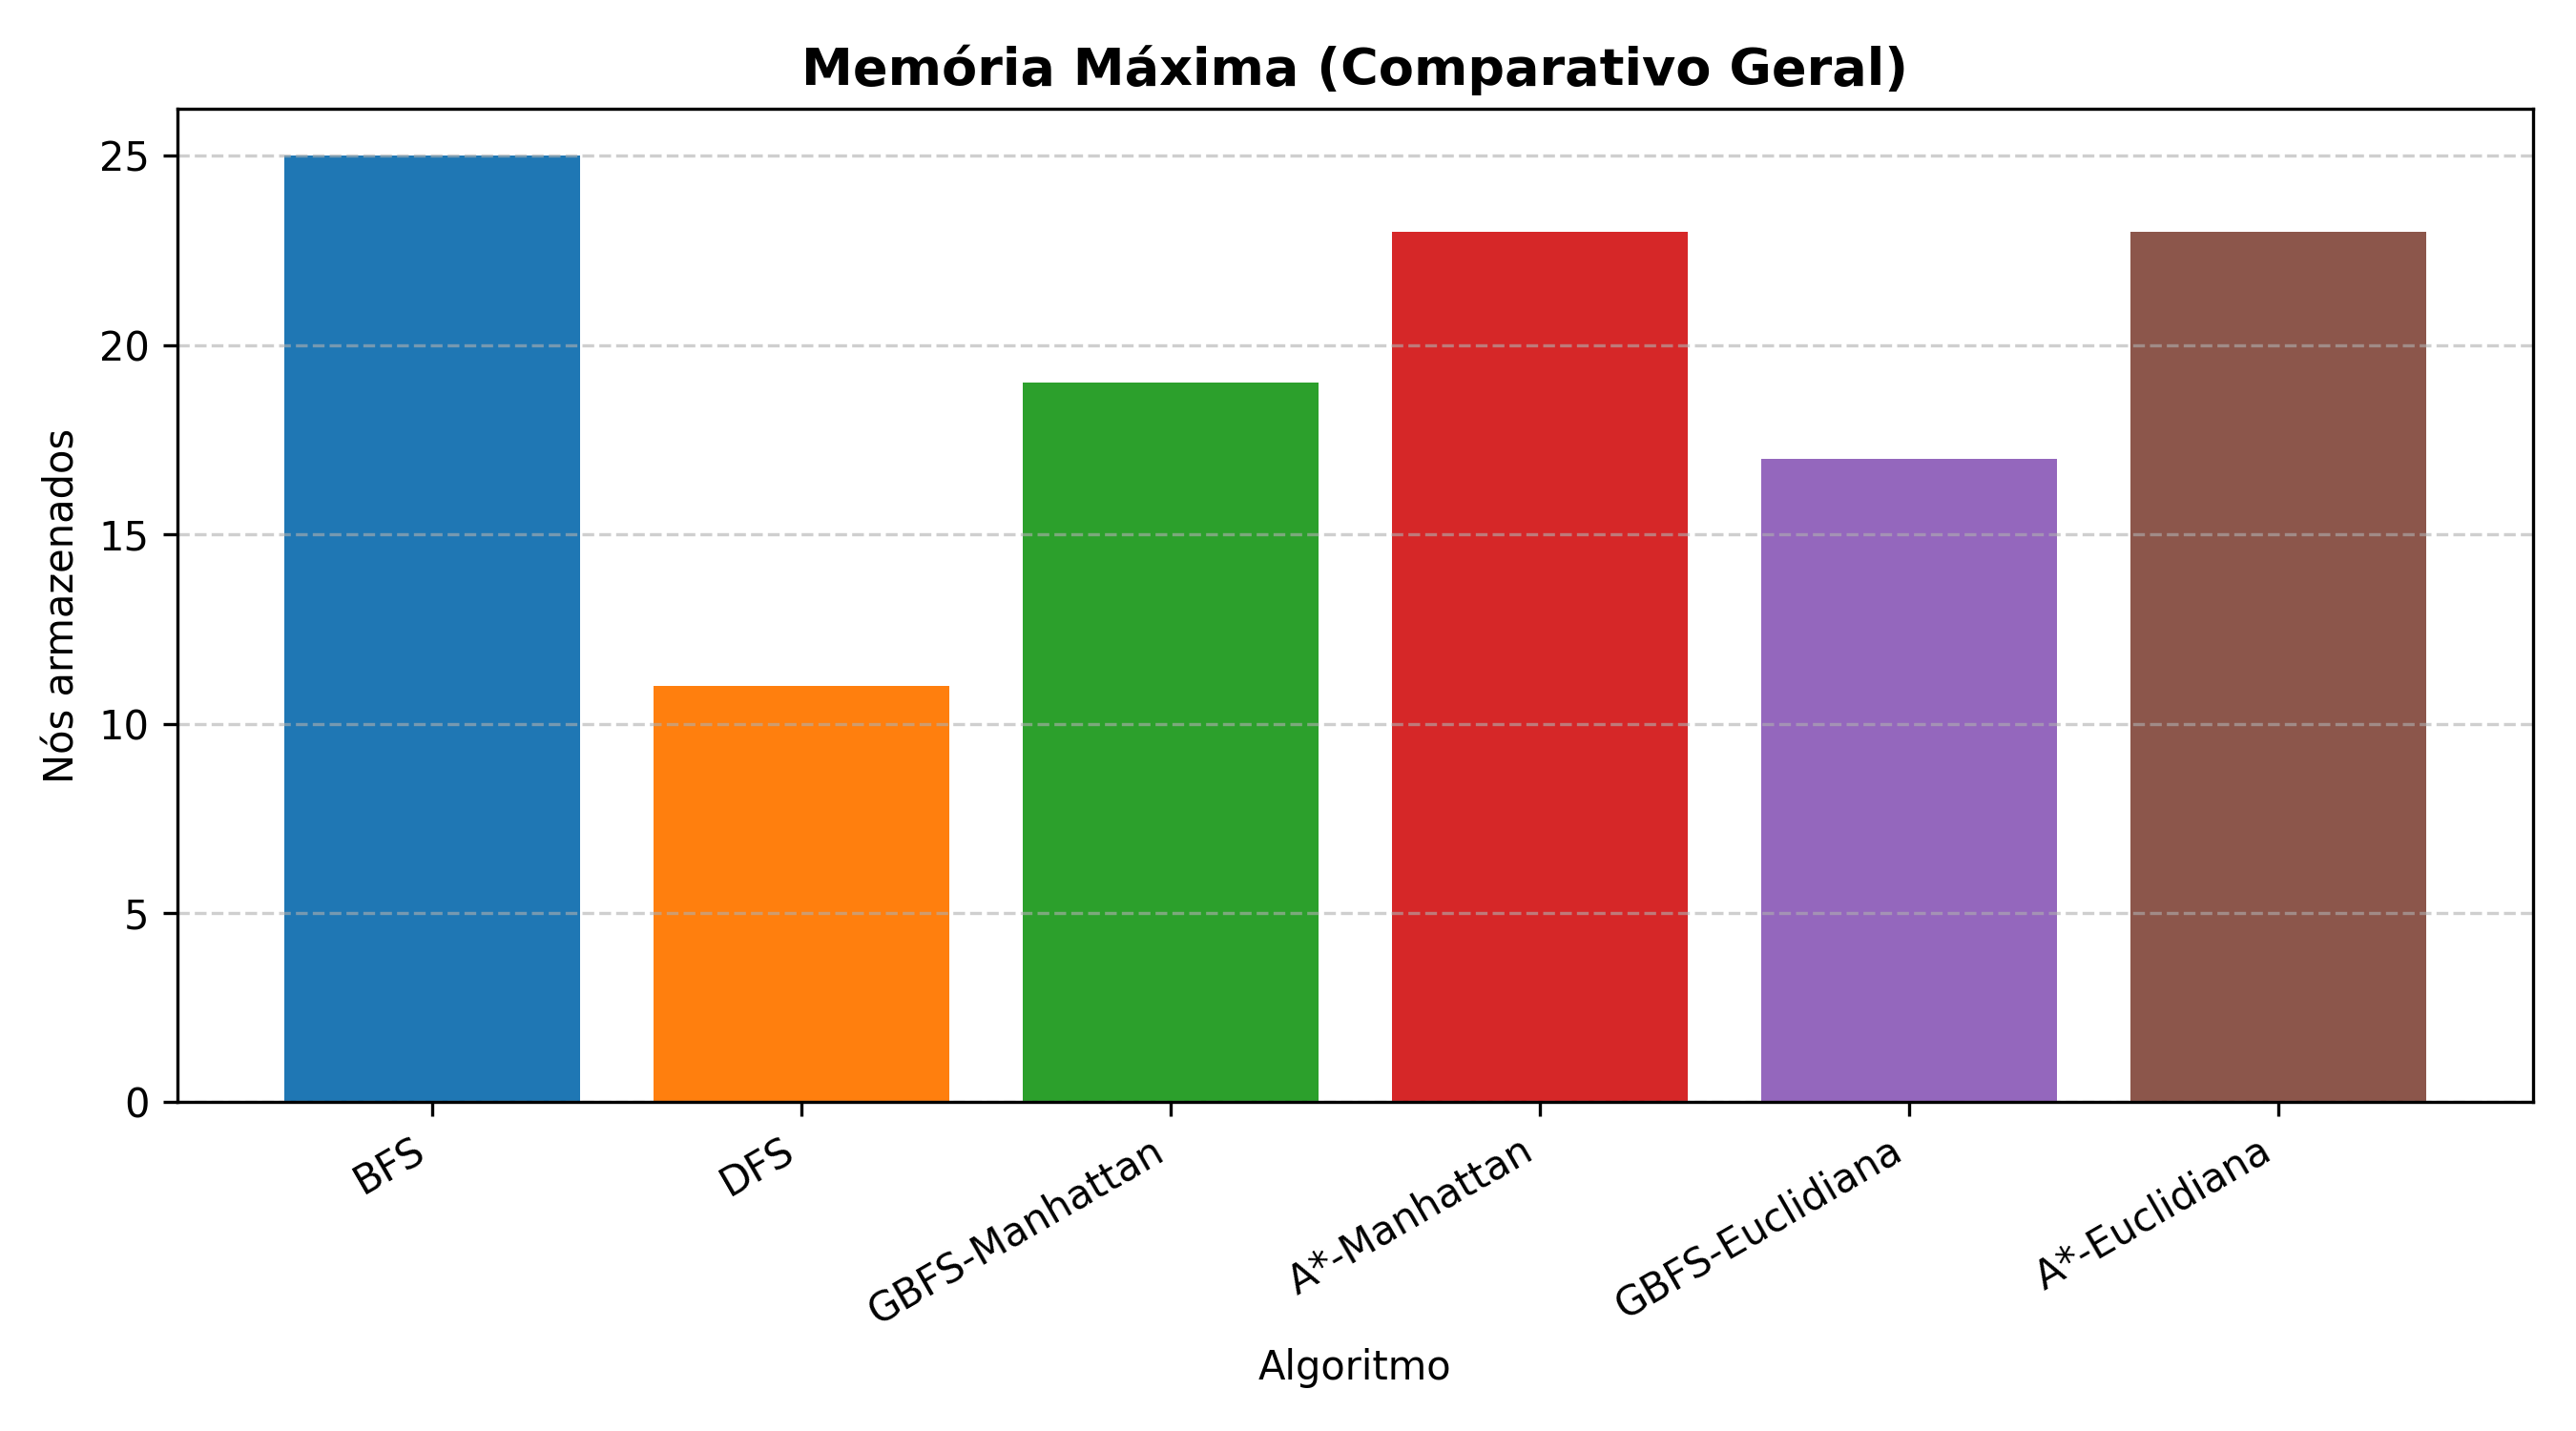 Memória Máxima (Comparativo Geral)
Nós armazenados
25
20
15
10
5
0
BFS
DFS
GBFS-Manhattan
A*-Manhattan
GBFS-Euclidiana
A*-Euclidiana
Algoritmo